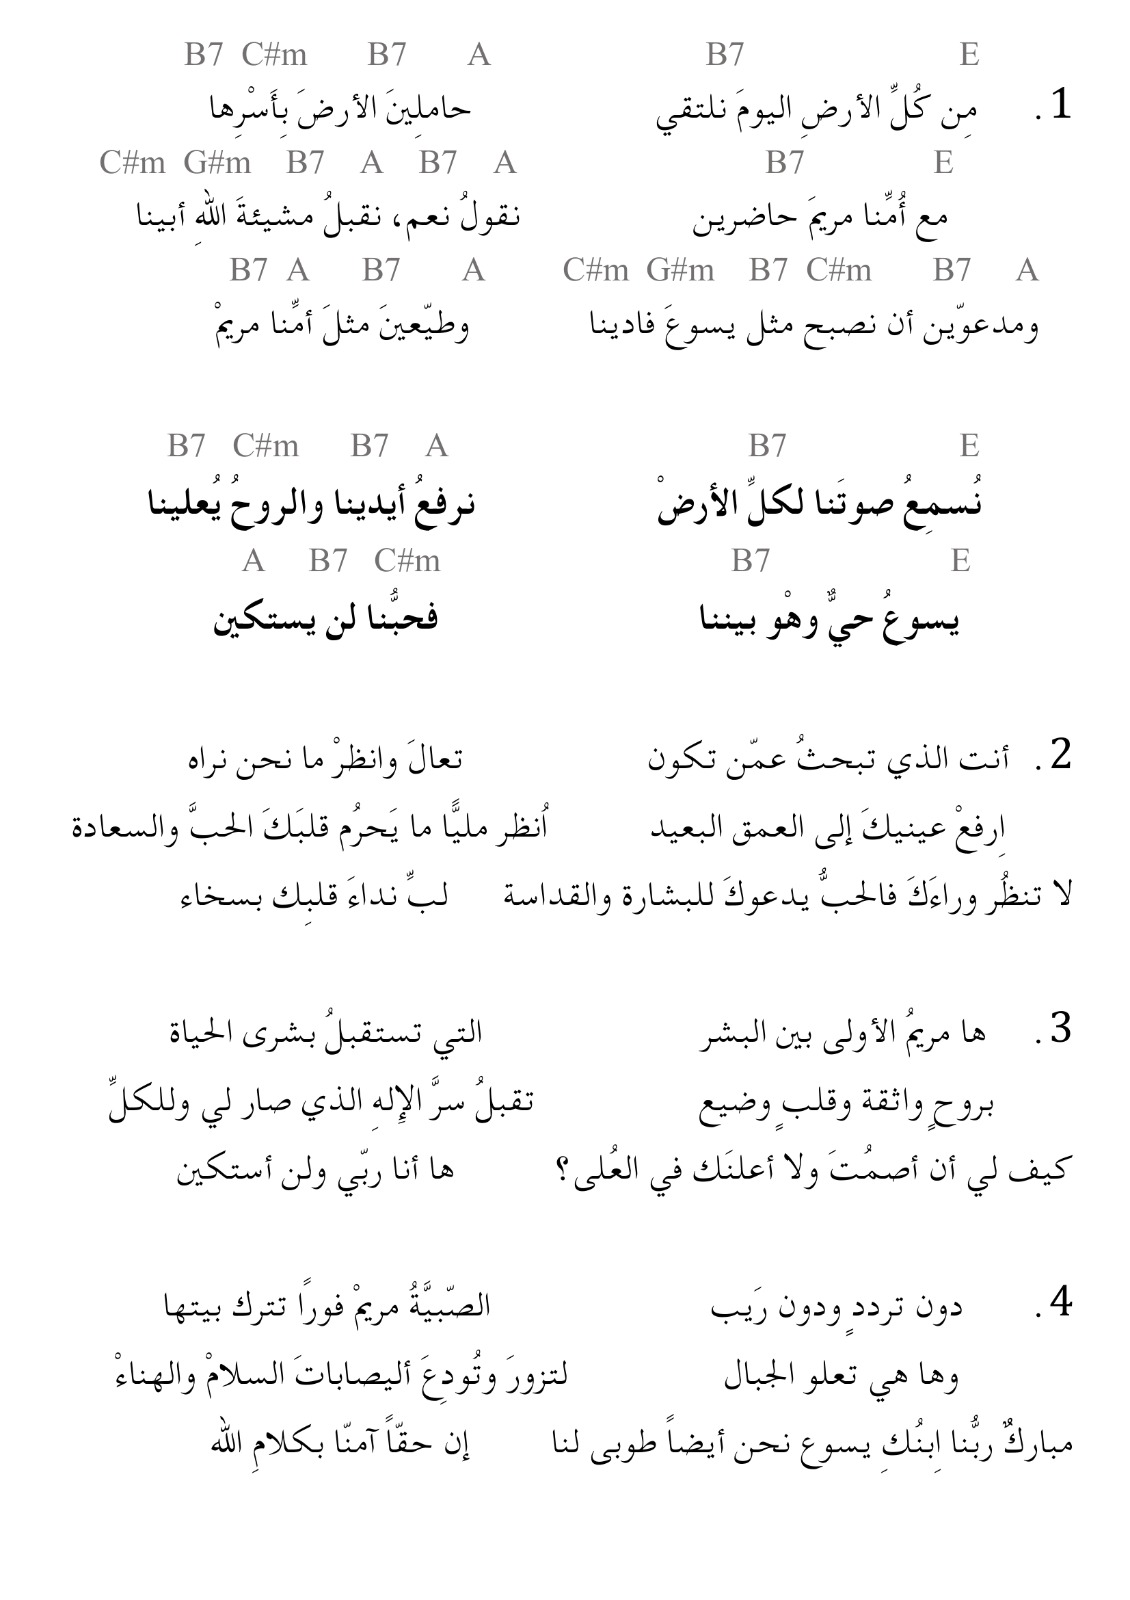 B7 C#m B7 A B7 E
1. مِن كُلِّ الأرضِ اليومَ نلتقي حاملِينَ الأرضَ بِأَسْرِها
C#m G#m B7 A B7 A B7 E
مع أُمِّنا مريمَ حاضرين نقولُ نعم، نقبلُ مشيئةَ اللهِ أبينا
B7 A B7 A C#m G#m B7 C#m B7 A
ومدعوّين أن نصبح مثل يسوعَ فادينا وطيّعينَ مثلَ أمِّنا مريمْ
B7 C#m B7 A B7 E
نُسمِعُ صوتَنا لكلِّ الأرضْ نرفعُ أيدينا والروحُ يُعلينا
A B7 C#m B7 E
يسوعُ حيٌّ وهْو بيننا فحبُّنا لن يستكين
2. أنت الذي تبحثُ عمّن تكون تعالَ وانظرْ ما نحن نراه
اِرفعْ عينيكَ إلى العمق البعيد اُنظر مليًّا ما يَحرُم قلبَكَ الحبَّ والسعادة
لا تنظُر وراءَكَ فالحبُّ يدعوكَ للبشارة والقداسة لبِّ نداءَ قلبِك بسخاء
3. ها مريمُ الأولى بين البشر التي تستقبلُ بشرى الحياة
بروحٍ واثقة وقلبٍ وضيع تقبلُ سرَّ الإِلهِ الذي صار لي وللكلِّ
كيف لي أن أصمُتَ ولا أعلنَك في العُلى؟ ها أنا ربّي ولن أستكين
4. دون ترددٍ ودون رَيب الصّبيَّةُ مريمْ فورًا تترك بيتها
وها هي تعلو الجبال لتزورَ وتُودِعَ أليصاباتَ السلامْ والهناءْ
مباركٌ ربُّنا اِبنُكِ يسوع نحن أيضاً طوبى لنا إن حقّاً آمنّا بكلامِ الله